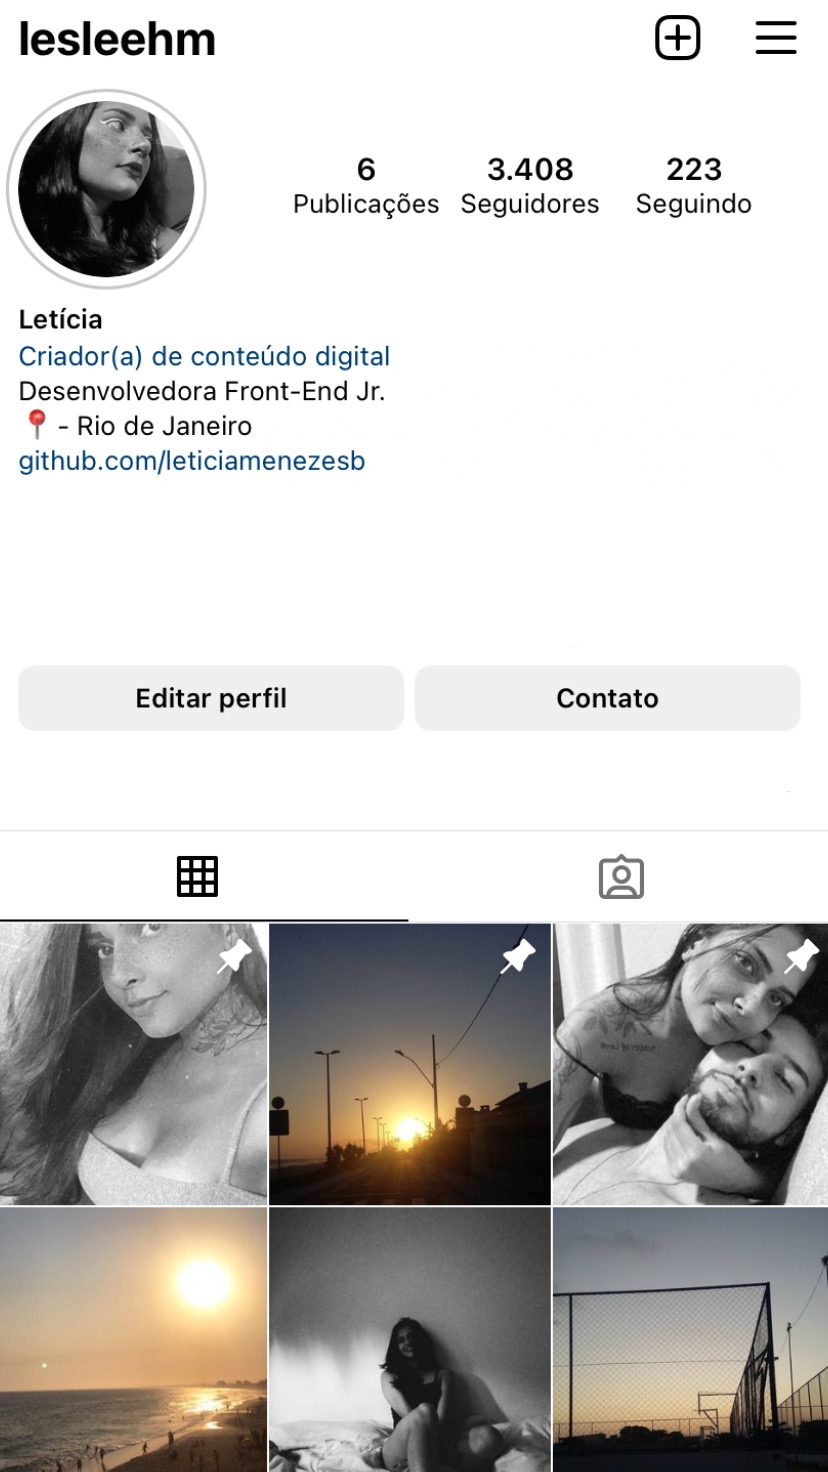 lesleehm
6 3.408 223
Publicações Seguidores Seguindo
Letícia
Criador(a) de conteúdo digital
Desenvolvedora Front-End Jr.
📍 - Rio de Janeiro
github.com/leticiamenezesb
Editar perfil Contato